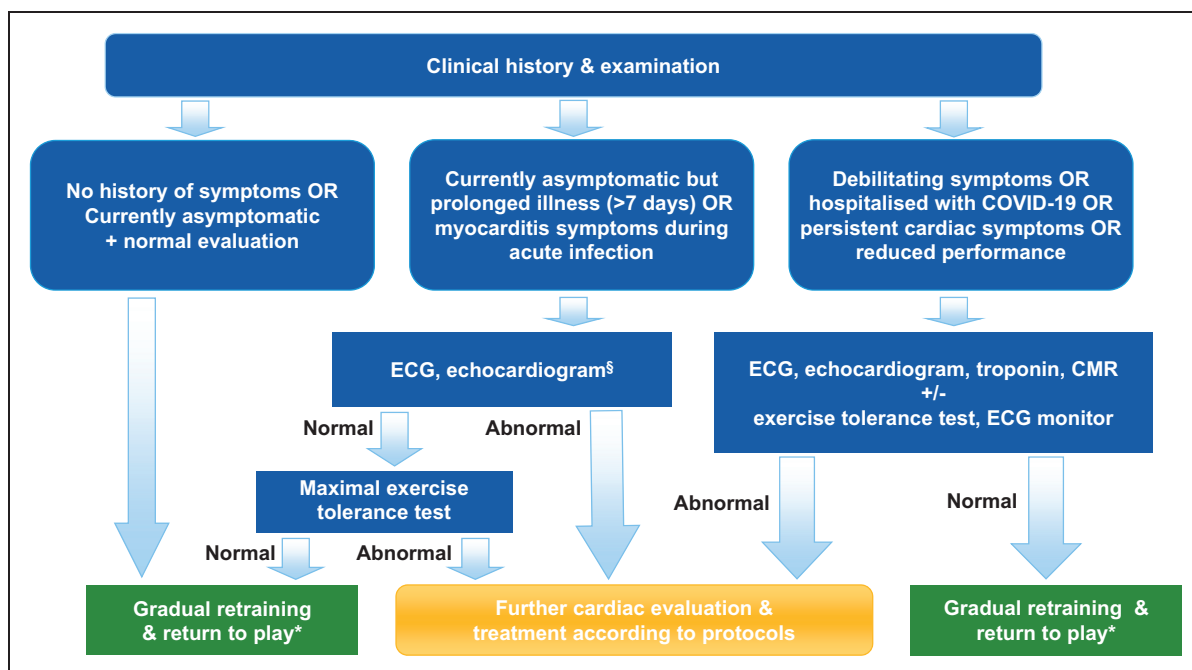 Clinical history & examination
No history of symptoms OR
Currently asymptomatic
+ normal evaluation
Currently asymptomatic but
prolonged illness (>7 days) OR
myocarditis symptoms during
acute infection
Debilitating symptoms OR
hospitalised with COVID-19 OR
persistent cardiac symptoms OR
reduced performance
ECG, echocardiogram§
ECG, echocardiogram, troponin, CMR
+/-
exercise tolerance test, ECG monitor
Normal
Abnormal
Maximal exercise
tolerance test
Abnormal
Normal
Normal
Abnormal
Gradual retraining
& return to play*
Further cardiac evaluation &
treatment according to protocols
Gradual retraining &
return to play*